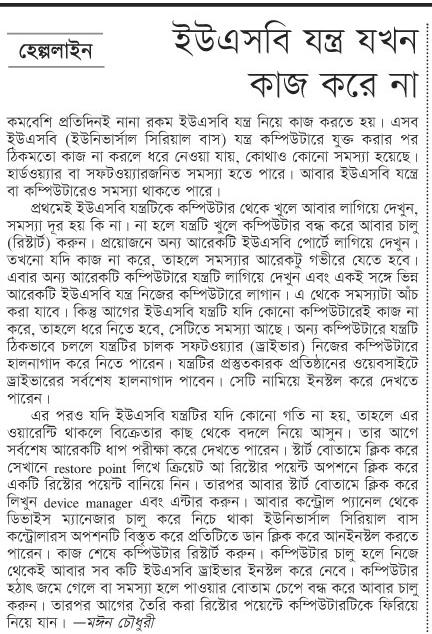 হেল্পলাইন
ইউএসবি যন্ত্র যখন
কাজ করে না
কমবেশি প্রতিদিনই নানা রকম ইউএসবি যন্ত্র নিয়ে কাজ করতে হয়। এসব
ইউএসবি (ইউনিভার্সাল সিরিয়াল বাস) যন্ত্র কম্পিউটারে যুক্ত করার পর
ঠিকমতো কাজ না করলে ধরে নেওয়া যায়, কোথাও কোনো সমস্যা হয়েছে।
হার্ডওয়্যার বা সফটওয়্যারজনিত সমস্যা হতে পারে। আবার ইউএসবি যন্ত্রে
বা কম্পিউটারেও সমস্যা থাকতে পারে।
প্রথমেই ইউএসবি যন্ত্রটিকে কম্পিউটার থেকে খুলে আবার লাগিয়ে দেখুন,
সমস্যা দূর হয় কি না। না হলে যন্ত্রটি খুলে কম্পিউটার বন্ধ করে আবার চালু
(রিস্টার্ট) করুন। প্রয়োজনে অন্য আরেকটি ইউএসবি পোর্টে লাগিয়ে দেখুন।
তখনো যদি কাজ না করে, তাহলে সমস্যার আরেকটু গভীরে যেতে হবে।
এবার অন্য আরেকটি কম্পিউটারে যন্ত্রটি লাগিয়ে দেখুন এবং একই সঙ্গে ভিন্ন
আরেকটি ইউএসবি যন্ত্র নিজের কম্পিউটারে লাগান। এ থেকে সমস্যাটা আঁচ
করা যাবে। কিন্তু আগের ইউএসবি যন্ত্রটি যদি কোনো কম্পিউটারেই কাজ না
করে, তাহলে ধরে নিতে হবে, সেটিতে সমস্যা আছে। অন্য কম্পিউটারে যন্ত্রটি
ঠিকভাবে চললে যন্ত্রটির চালক সফটওয়্যার (ড্রাইভার) নিজের কম্পিউটারে
হালনাগাদ করে নিতে পারেন। যন্ত্রটির প্রস্তুতকারক প্রতিষ্ঠানের ওয়েবসাইটে
ড্রাইভারের সর্বশেষ হালনাগাদ পাবেন। সেটি নামিয়ে ইনস্টল করে দেখতে
পারেন।
এর পরও যদি ইউএসবি যন্ত্রটির যদি কোনো গতি না হয়, তাহলে এর
ওয়ারেন্টি থাকলে বিক্রেতার কাছ থেকে বদলে নিয়ে আসুন। তার আগে
সর্বশেষ আরেকটি ধাপ পরীক্ষা করে দেখতে পারেন। স্টার্ট বোতামে ক্লিক করে
সেখানে restore point লিখে ক্রিয়েট আ রিস্টোর পয়েন্ট অপশনে ক্লিক করে
একটি রিস্টোর পয়েন্ট বানিয়ে নিন। তারপর আবার স্টার্ট বোতামে ক্লিক করে
লিখুন device manager এবং এন্টার করুন। আবার কন্ট্রোল প্যানেল থেকে
ডিভাইস ম্যানেজার চালু করে নিচে থাকা ইউনিভার্সাল সিরিয়াল বাস
কন্ট্রোলারস অপশনটি বিস্তৃত করে প্রতিটিতে ডান ক্লিক করে আনইনস্টল করতে
পারেন। কাজ শেষে কম্পিউটার রিস্টার্ট করুন। কম্পিউটার চালু হলে নিজে
থেকেই আবার সব কটি ইউএসবি ড্রাইভার ইনস্টল করে নেবে। কম্পিউটার
হঠাৎ জমে গেলে বা সমস্যা হলে পাওয়ার বোতাম চেপে বন্ধ করে আবার চালু
করুন। তারপর আগের তৈরি করা রিস্টোর পয়েন্টে কম্পিউটারটিকে ফিরিয়ে
নিয়ে যান। —মঈন চৌধুরী